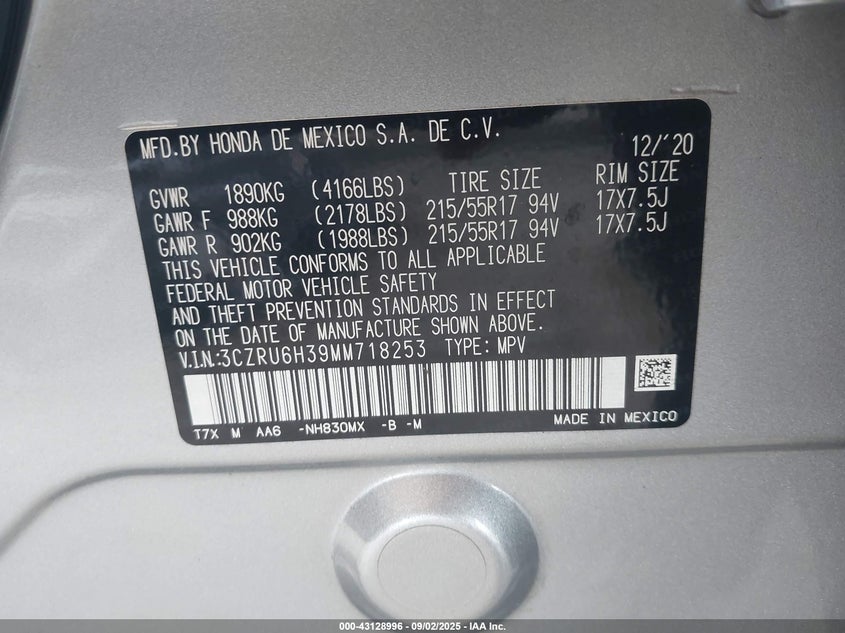 MFD.BY HONDA DE MEXICO S.A. DE C.V. 12/'20
GVWR 1890KG (4166LBS) TIRE SIZE RIM SIZE
GAWR F 988KG (2178LBS) 215/55R17 94V 17X7.5J
GAWR R 902KG (1988LBS) 215/55R17 94V 17X7.5J
THIS VEHICLE CONFORMS TO ALL APPLICABLE
FEDERAL MOTOR VEHICLE SAFETY
AND THEFT PREVENTION STANDARDS IN EFFECT
ON THE DATE OF MANUFACTURE SHOWN ABOVE.
V.I.N.:3CZRU6H39MM718253 TYPE: MPV
T7X M AA6 -NH830MX -B -M MADE IN MEXICO
000-43128996 - 09/02/2025 - IAA Inc.